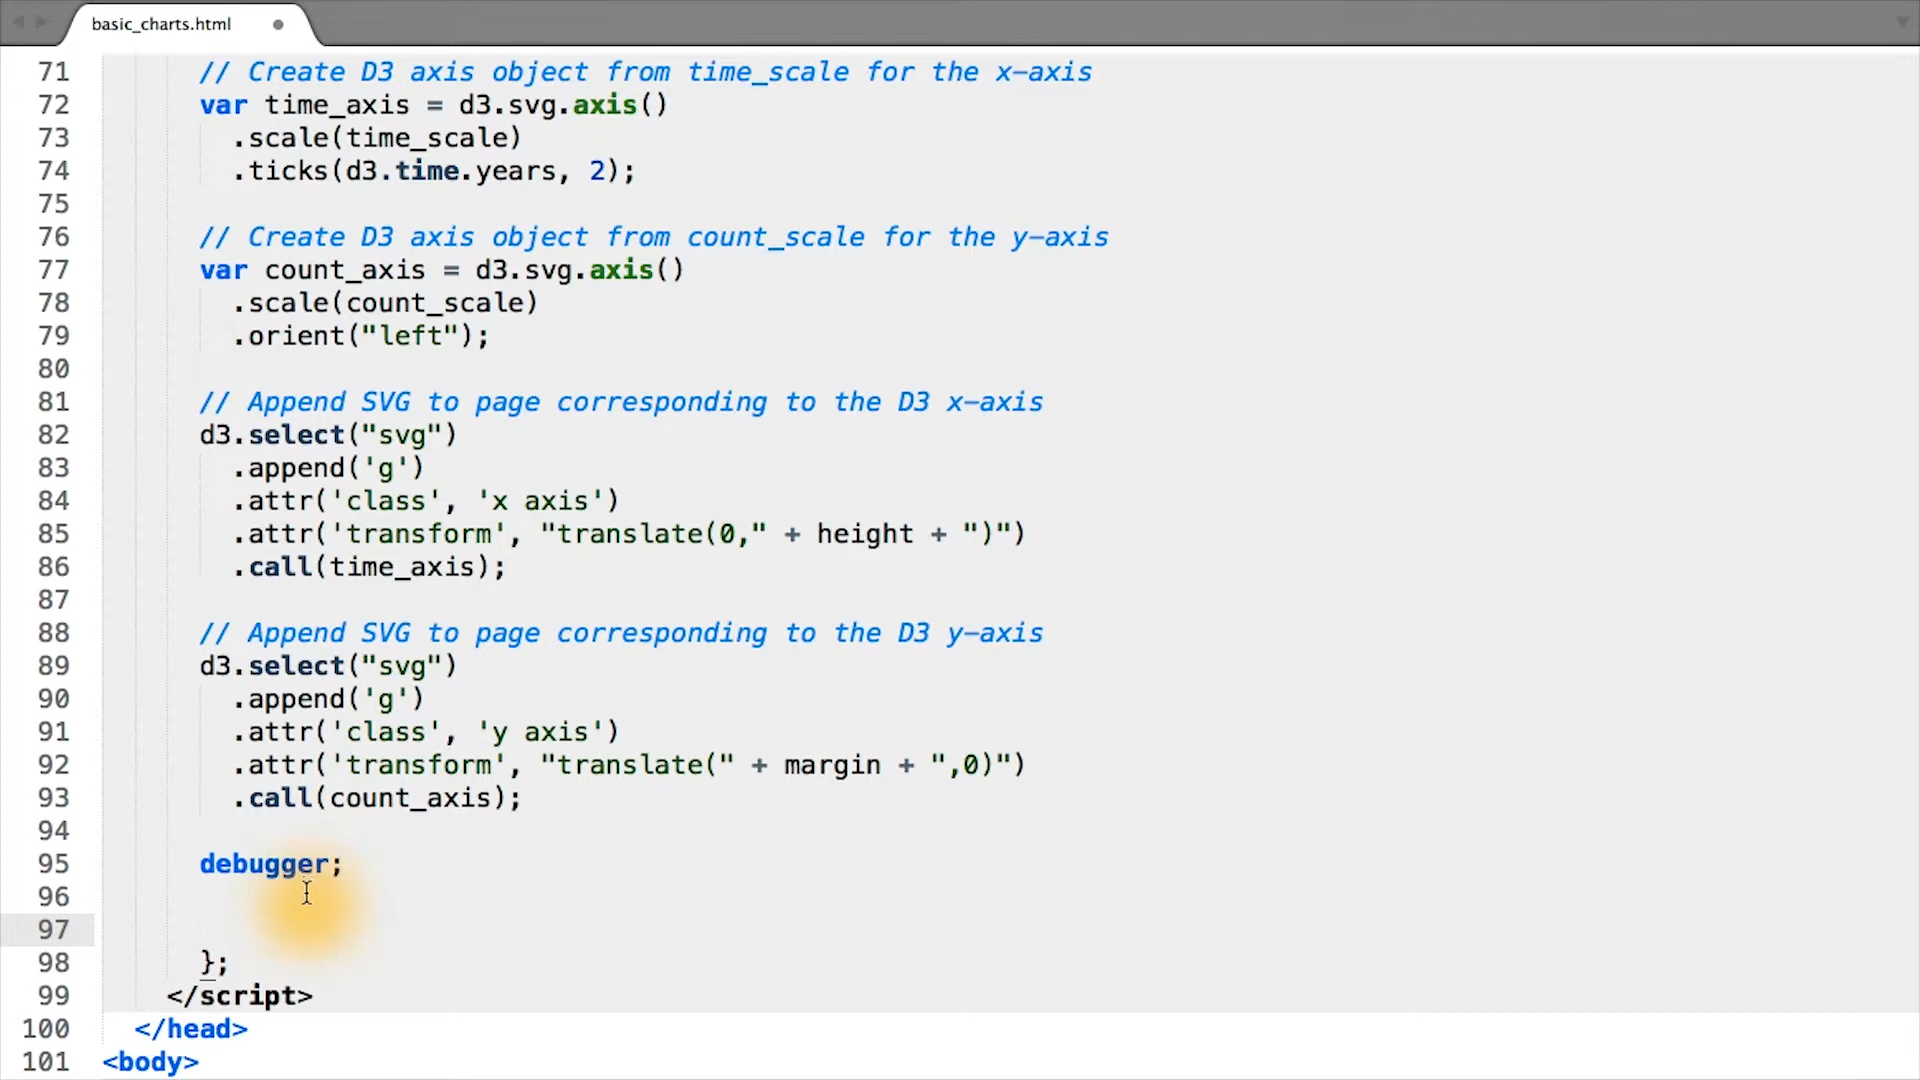 basic_charts.html
71 // Create D3 axis object from time_scale for the x-axis
72 var time_axis = d3.svg.axis()
73 .scale(time_scale)
74 .ticks(d3.time.years, 2);
75
76 // Create D3 axis object from count_scale for the y-axis
77 var count_axis = d3.svg.axis()
78 .scale(count_scale)
79 .orient("left");
80
81 // Append SVG to page corresponding to the D3 x-axis
82 d3.select("svg")
83 .append('g')
84 .attr('class', 'x axis')
85 .attr('transform', "translate(0," + height + ")")
86 .call(time_axis);
87
88 // Append SVG to page corresponding to the D3 y-axis
89 d3.select("svg")
90 .append('g')
91 .attr('class', 'y axis')
92 .attr('transform', "translate(" + margin + ",0)")
93 .call(count_axis);
94
95 debugger;
96
97
98 };
99 </script>
100 </head>
101 <body>